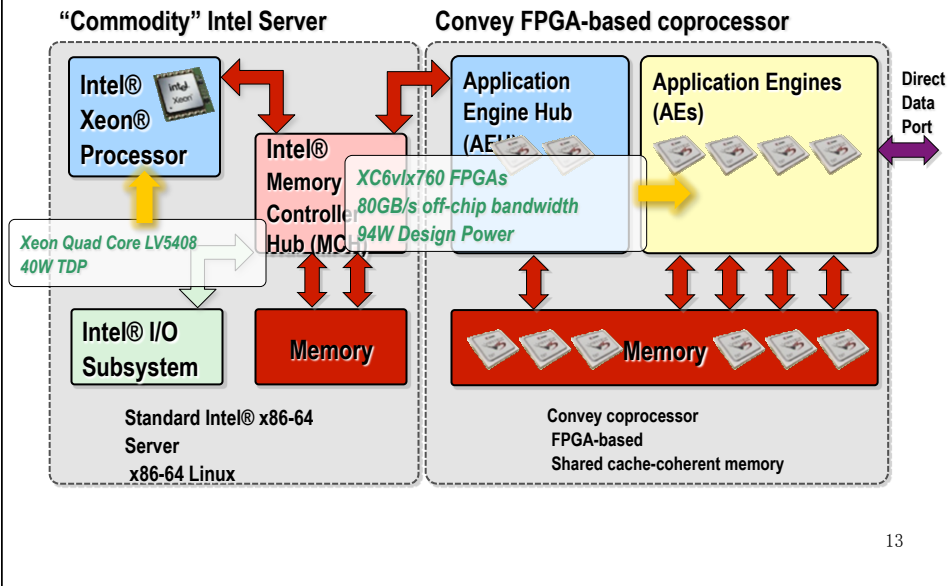 “Commodity” Intel Server
Convey FPGA-based coprocessor
Intel®
Xeon®
Processor
intel
Xeon
Intel®
Memory
Controller
Hub (MCH)
Application
Engine Hub
(AEH)
Application Engines
(AEs)
Direct
Data
Port
XC6vlx760 FPGAs
80GB/s off-chip bandwidth
94W Design Power
Xeon Quad Core LV5408
40W TDP
Intel® I/O
Subsystem
Memory
Memory
Standard Intel® x86-64
Server
x86-64 Linux
Convey coprocessor
FPGA-based
Shared cache-coherent memory
13